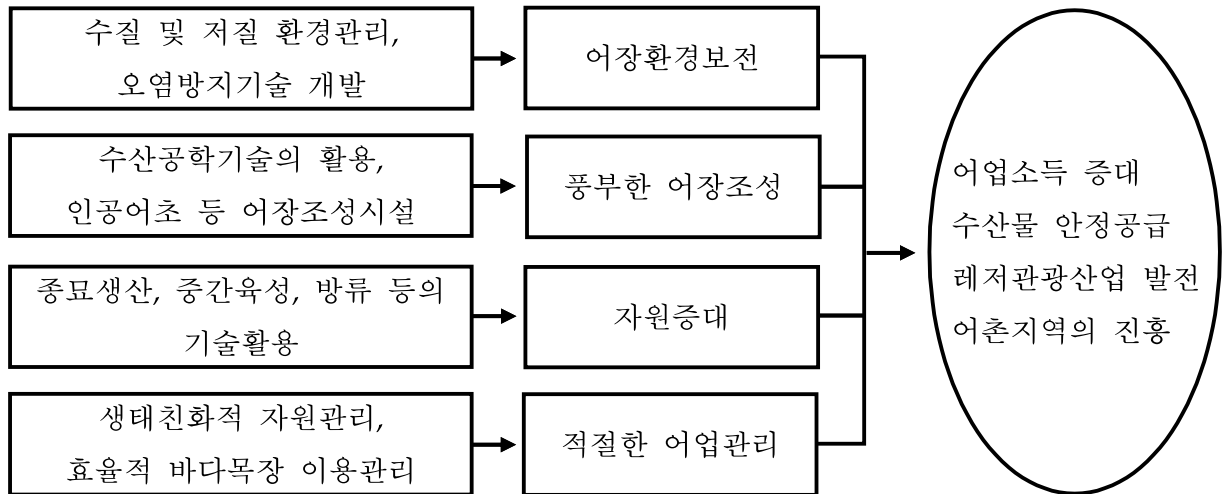 수질 및 저질 환경관리,
오염방지기술 개발
어장환경보전
수산공학기술의 활용,
인공어초 등 어장조성시설
풍부한 어장조성
종묘생산, 중간육성, 방류 등의
기술활용
자원증대
생태친화적 자원관리,
효율적 바다목장 이용관리
적절한 어업관리
어업소득 증대
수산물 안정공급
레저관광산업 발전
어촌지역의 진흥